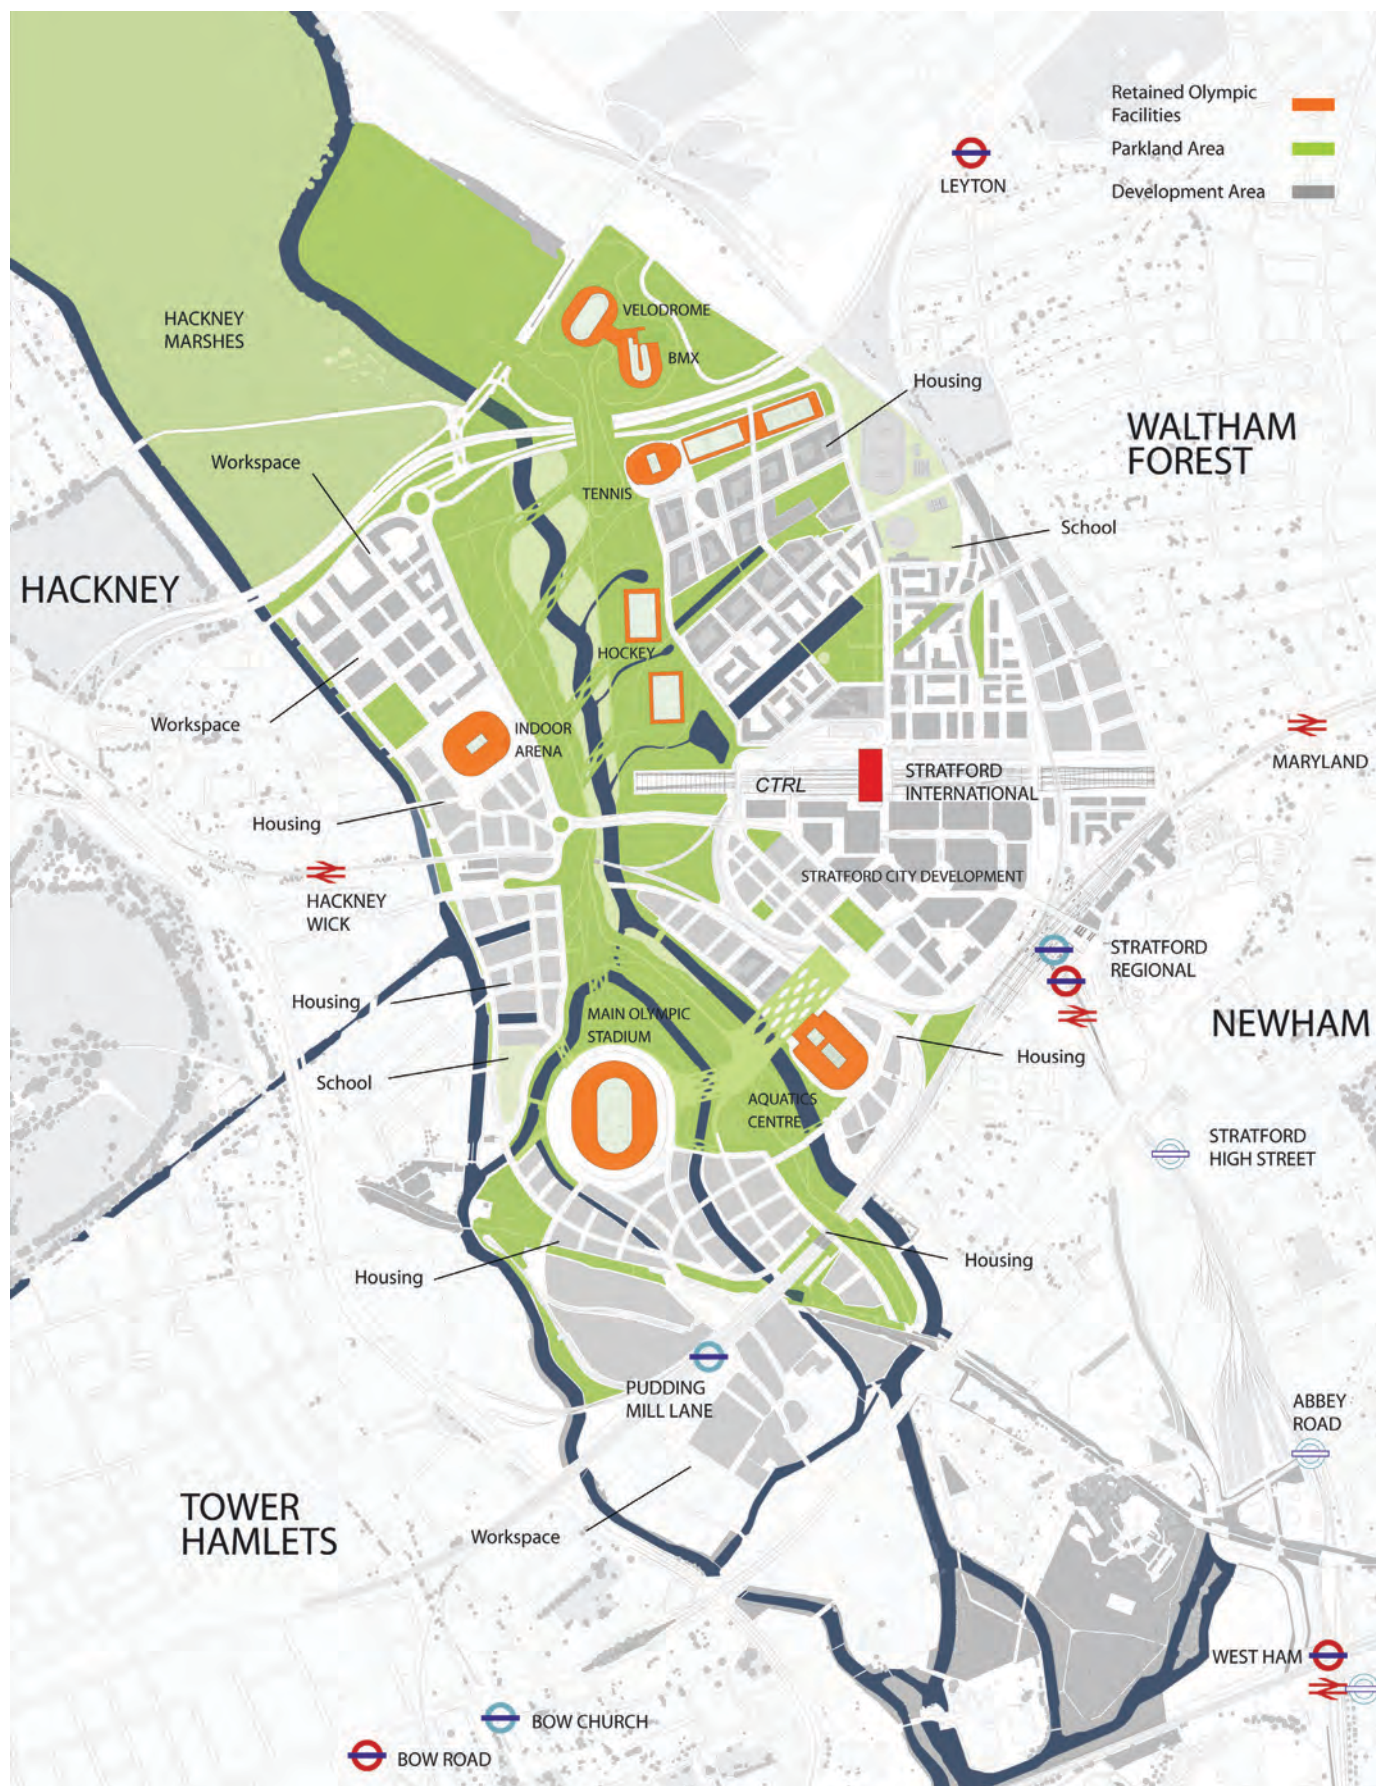 Retained Olympic
Facilities
Parkland Area
Development Area
LEYTON
VELODROME
HACKNEY
MARSHES
BMX
Housing
WALTHAM
FOREST
Workspace
TENNIS
School
HACKNEY
HOCKEY
Workspace
INDOOR
ARENA
MARYLAND
STRATFORD
INTERNATIONAL
CTRL
Housing
STRATFORD CITY DEVELOPMENT
HACKNEY
WICK
STRATFORD
REGIONAL
Housing
MAIN OLYMPIC
STADIUM
NEWHAM
Housing
School
AQUATICS
CENTRE
STRATFORD
HIGH STREET
Housing
Housing
PUDDING
MILL LANE
ABBEY
ROAD
TOWER
HAMLETS
Workspace
WEST HAM
BOW CHURCH
BOW ROAD